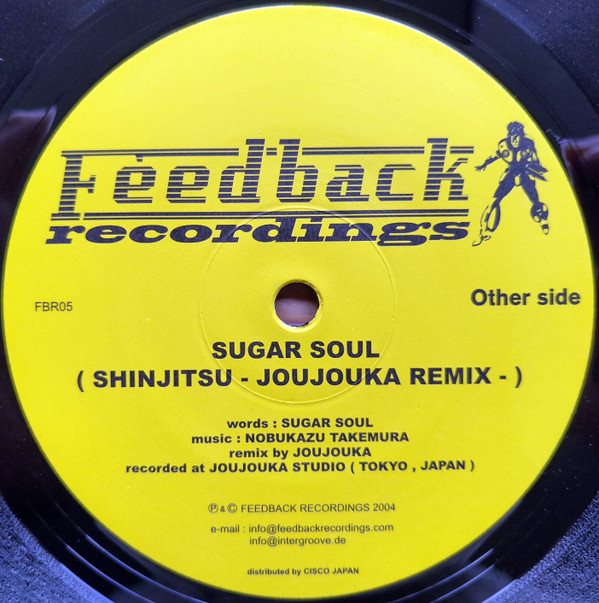 Feedback
recordings
FBR05
Other side
SUGAR SOUL
( SHINJITSU - JOUJOUKA REMIX - )
words : SUGAR SOUL
music : NOBUKAZU TAKEMURA
remix by JOUJOUKA
recorded at JOUJOUKA STUDIO ( TOKYO , JAPAN )
℗ & © FEEDBACK RECORDINGS 2004
e-mail : info@feedbackrecordings.com
info@intergroove.de
distributed by CISCO JAPAN